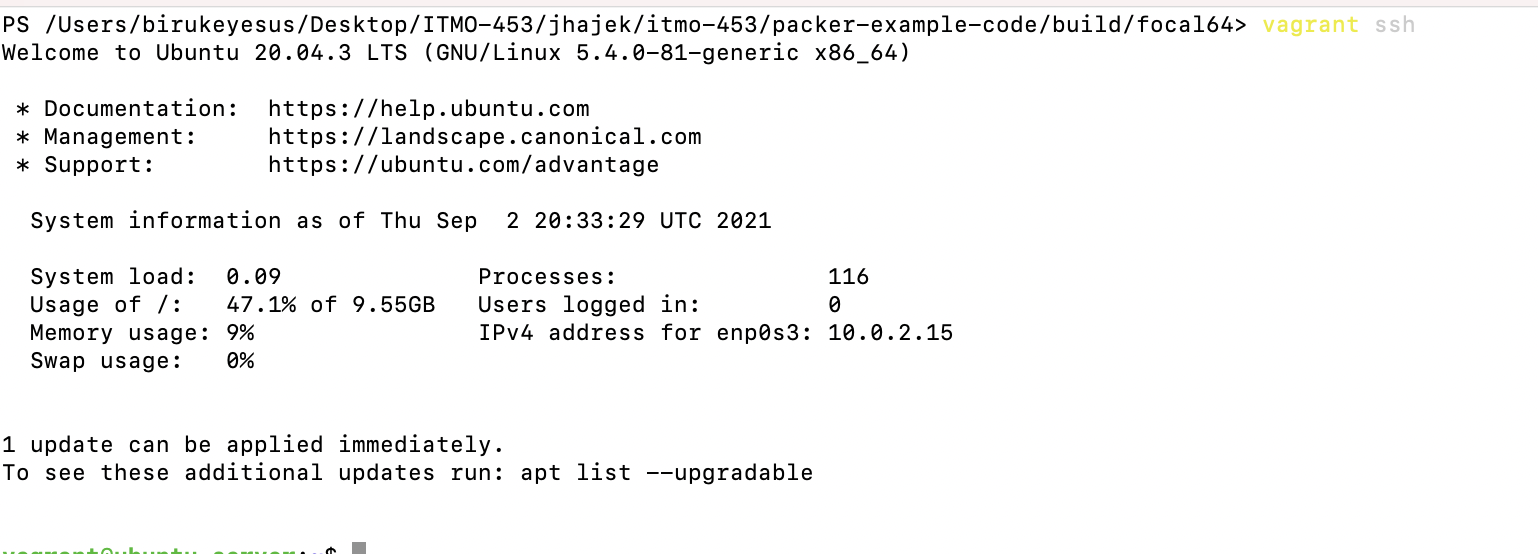 PS /Users/birukeyesus/Desktop/ITMO-453/jhajek/itmo-453/packer-example-code/build/focal64> vagrant ssh
Welcome to Ubuntu 20.04.3 LTS (GNU/Linux 5.4.0-81-generic x86_64)
* Documentation: https://help.ubuntu.com
* Management: https://landscape.canonical.com
* Support: https://ubuntu.com/advantage
System information as of Thu Sep 2 20:33:29 UTC 2021
System load: 0.09 Processes: 116
Usage of /: 47.1% of 9.55GB Users logged in: 0
Memory usage: 9% IPv4 address for enp0s3: 10.0.2.15
Swap usage: 0%
1 update can be applied immediately.
To see these additional updates run: apt list --upgradable
vagrant@ubuntu-server:~$